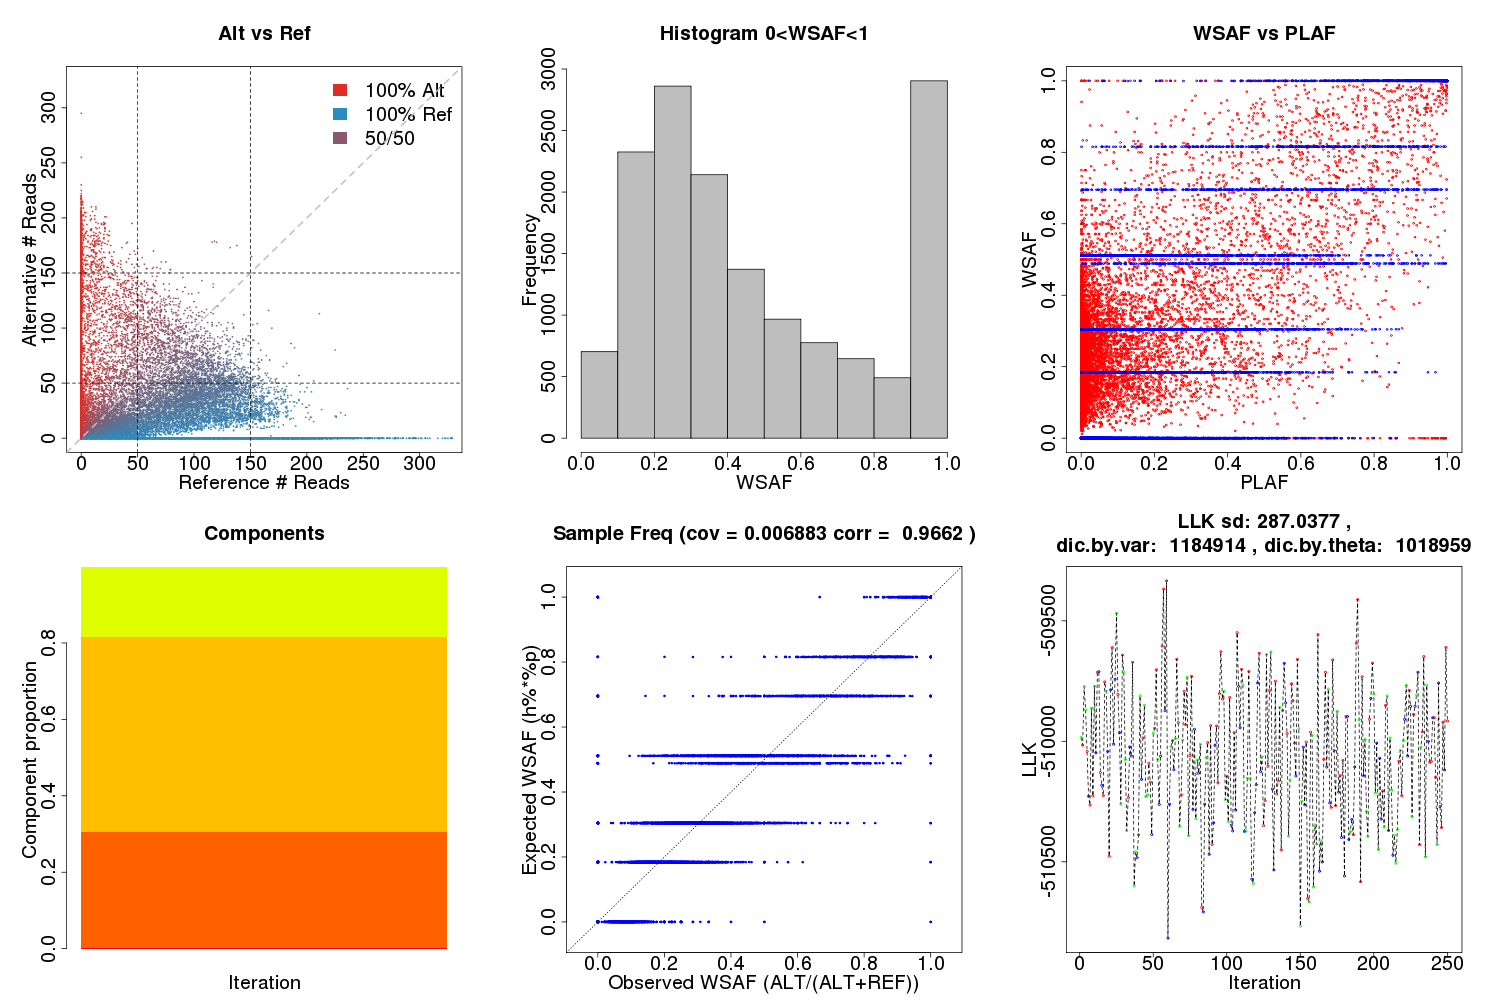 Alt vs Ref
100% Alt
100% Ref
50/50
Alternative # Reads
0 50 100 150 200 250 300
0 50 100 150 200 250 300
Reference # Reads
Histogram 0<WSAF<1
Frequency
0 500 1000 1500 2000 2500 3000
0.0 0.2 0.4 0.6 0.8 1.0
WSAF
WSAF vs PLAF
WSAF
0.0 0.2 0.4 0.6 0.8 1.0
0.0 0.2 0.4 0.6 0.8 1.0
PLAF
Components
Component proportion
0.0 0.2 0.4 0.6 0.8
Iteration
Sample Freq (cov = 0.006883 corr = 0.9662 )
Expected WSAF (h%*%p)
0.0 0.2 0.4 0.6 0.8 1.0
0.0 0.2 0.4 0.6 0.8 1.0
Observed WSAF (ALT/(ALT+REF))
LLK sd: 287.0377 ,
dic.by.var: 1184914 , dic.by.theta: 1018959
LLK
-510500 -510000 -509500
0 50 100 150 200 250
Iteration